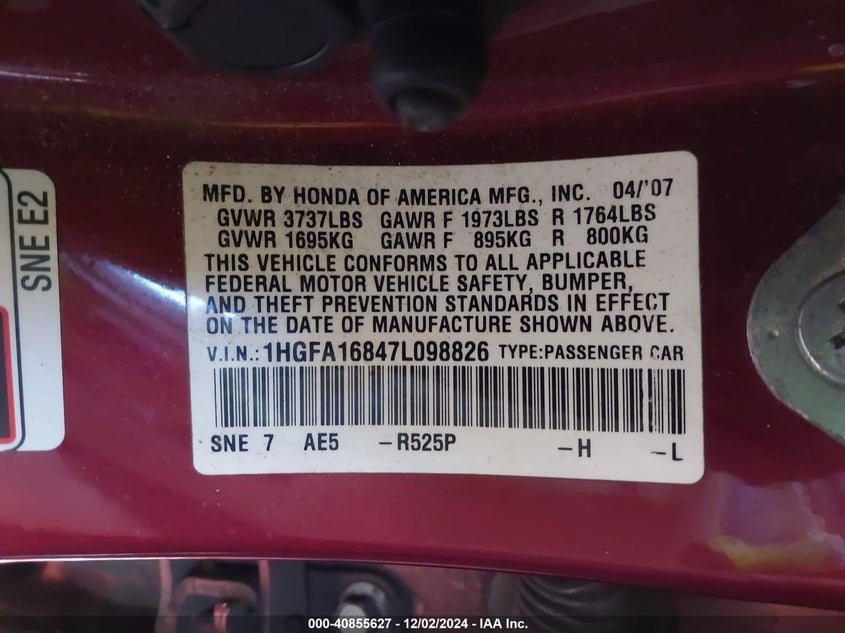 SNE E2
MFD. BY HONDA OF AMERICA MFG., INC. 04/'07
GVWR 3737LBS GAWR F 1973LBS R 1764LBS
GVWR 1695KG GAWR F 895KG R 800KG
THIS VEHICLE CONFORMS TO ALL APPLICABLE
FEDERAL MOTOR VEHICLE SAFETY, BUMPER,
AND THEFT PREVENTION STANDARDS IN EFFECT
ON THE DATE OF MANUFACTURE SHOWN ABOVE.
V.I.N.: 1HGFA16847L098826 TYPE:PASSENGER CAR
SNE 7 AE5 -R525P -H -L
000-40855627 - 12/02/2024 - IAA Inc.